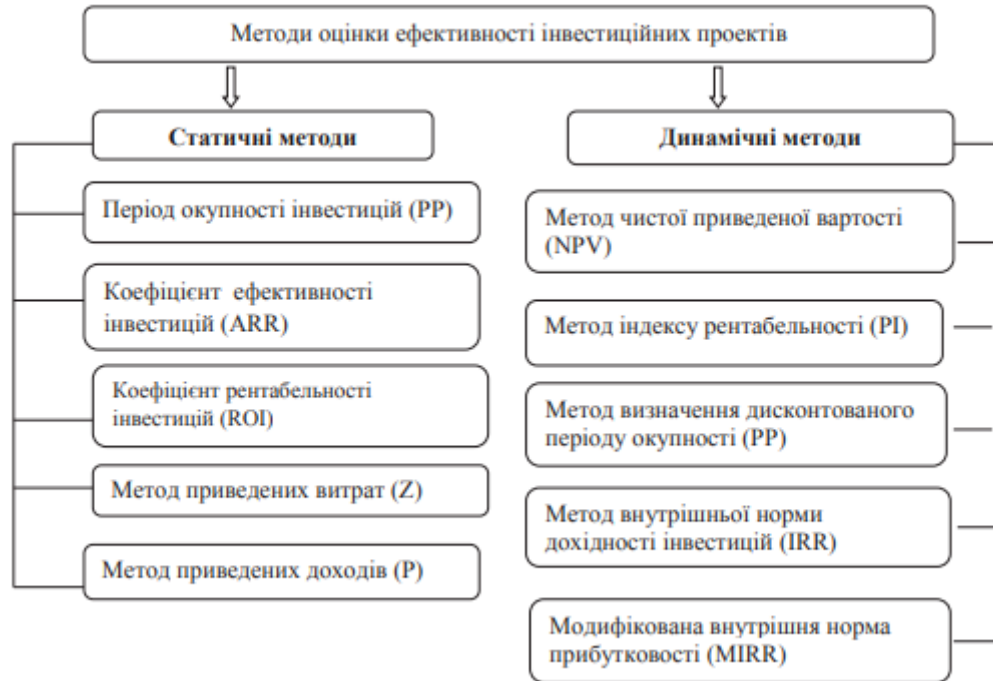 Методи оцінки ефективності інвестиційних проектів
Статичні методи
Період окупності інвестицій (PP)
Коефіцієнт ефективності
інвестицій (ARR)
Коефіцієнт рентабельності
інвестицій (ROI)
Метод приведених витрат (Z)
Метод приведених доходів (P)
Динамічні методи
Метод чистої приведеної вартості
(NPV)
Метод індексу рентабельності (PI)
Метод визначення дисконтованого
періоду окупності (PP)
Метод внутрішньої норми
дохідності інвестицій (IRR)
Модифікована внутрішня норма
прибутковості (MIRR)